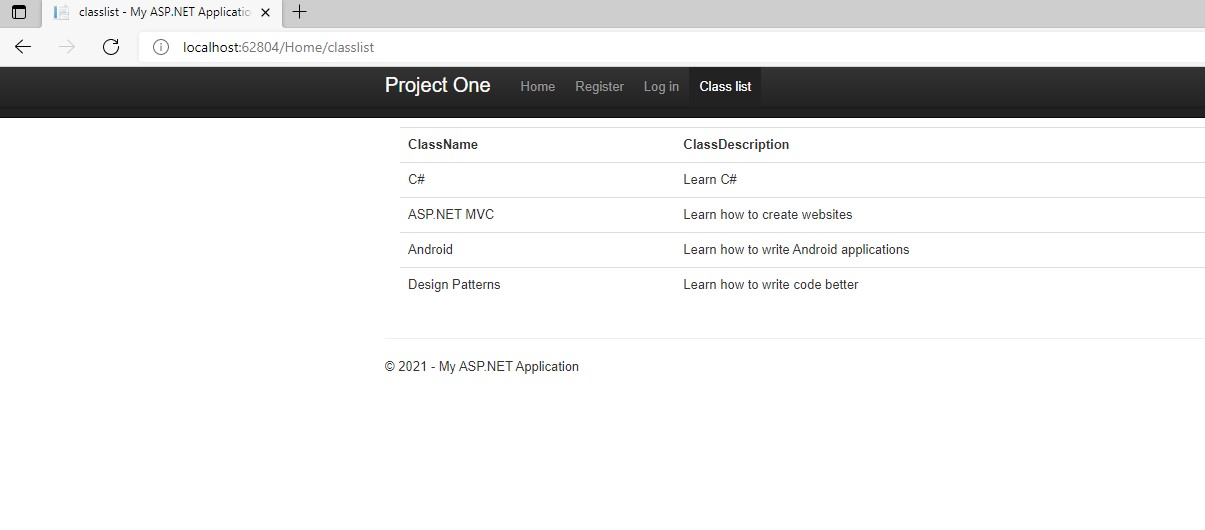 classlist - My ASP.NET Applicatio
localhost:62804/Home/classlist
Project One Home Register Log in Class list
ClassName ClassDescription
C# Learn C#
ASP.NET MVC Learn how to create websites
Android Learn how to write Android applications
Design Patterns Learn how to write code better
© 2021 - My ASP.NET Application